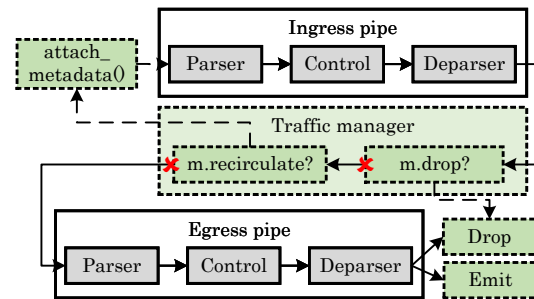 Ingress pipe
attach_
metadata()
Parser
Control
Deparser
Traffic manager
m.recirculate?
m.drop?
Egress pipe
Parser
Control
Deparser
Drop
Emit